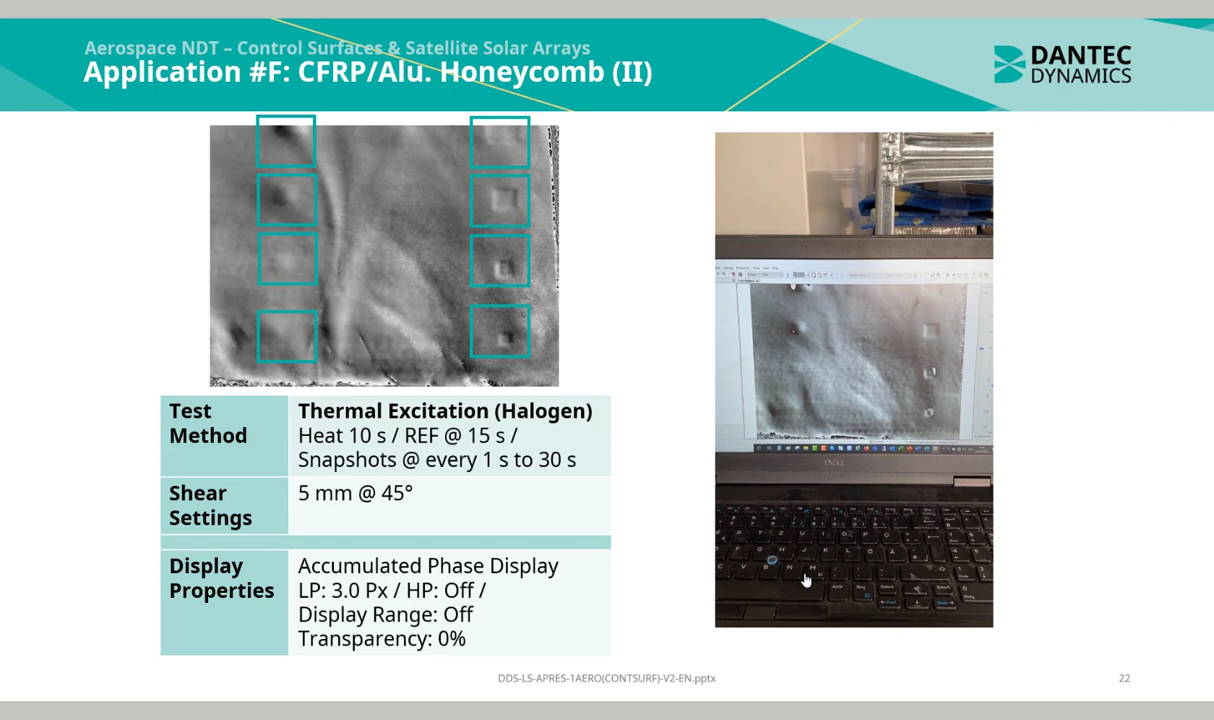 Aerospace NDT – Control Surfaces & Satellite Solar Arrays
Application #F: CFRP/Alu. Honeycomb (II)
DANTEC
DYNAMICS
Test
Method
Thermal Excitation (Halogen)
Heat 10 s / REF @ 15 s /
Snapshots @ every 1 s to 30 s
Shear
Settings
5 mm @ 45°
Display
Properties
Accumulated Phase Display
LP: 3.0 Px / HP: Off /
Display Range: Off
Transparency: 0%
DELL
DDS-LS-APRES-1AERO(CONTSURF)-V2-EN.pptx
22